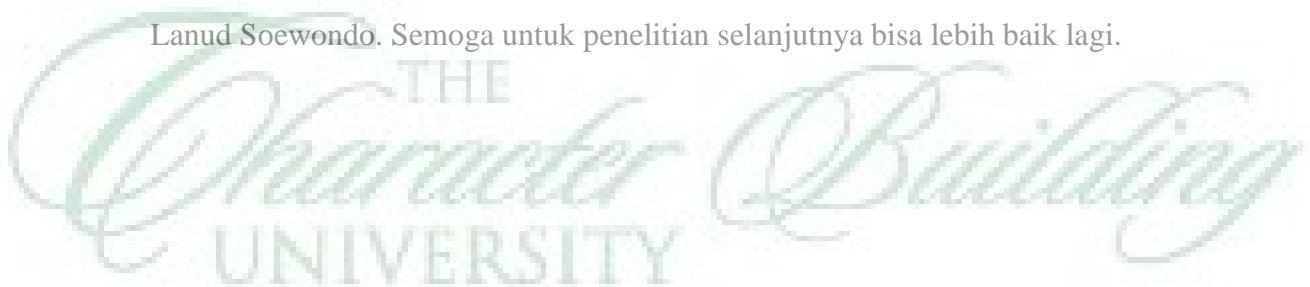 Lanud Soewondo. Semoga untuk penelitian selanjutnya bisa lebih baik lagi.
THE
Character Building
UNIVERSITY